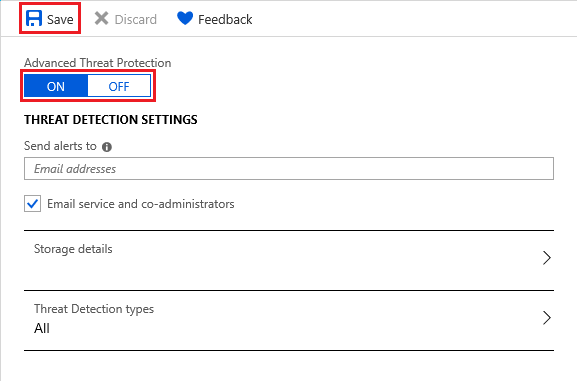 Save Discard Feedback
Advanced Threat Protection
ON OFF
THREAT DETECTION SETTINGS
Send alerts to
Email addresses
Email service and co-administrators
Storage details
Threat Detection types
All